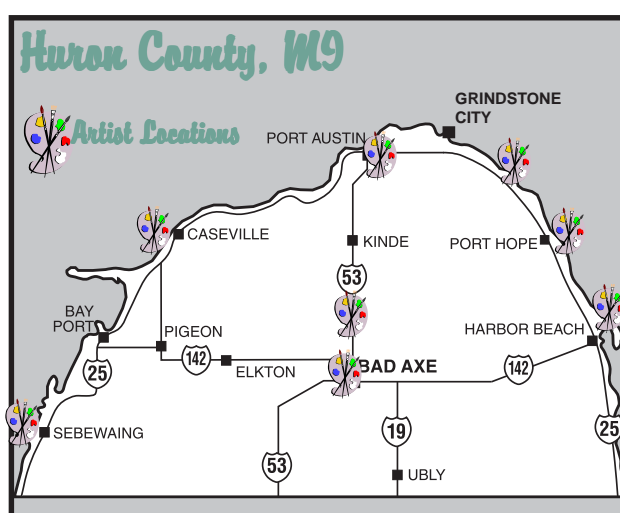 Huron County, MI
Artist Locations
GRINDSTONE
CITY
PORT AUSTIN
CASEVILLE
KINDE
PORT HOPE
53
BAY
PORT
PIGEON
HARBOR BEACH
142
ELKTON
BAD AXE
142
25
19
25
SEBEWAING
53
UBLY